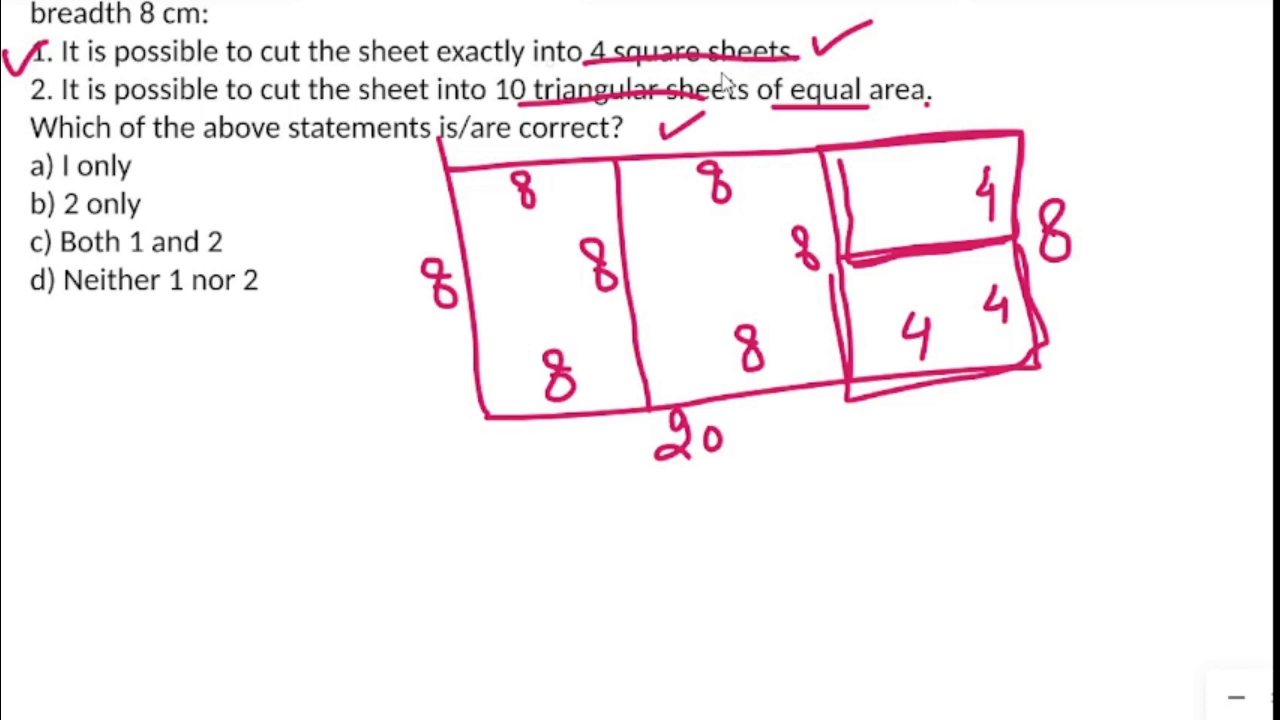 breadth 8 cm:
1. It is possible to cut the sheet exactly into 4 square sheets.
2. It is possible to cut the sheet into 10 triangular sheets of equal area.
Which of the above statements is/are correct?
a) I only
b) 2 only
c) Both 1 and 2
d) Neither 1 nor 2
8 8 4
8 8 8 8
8 8 4 4
20